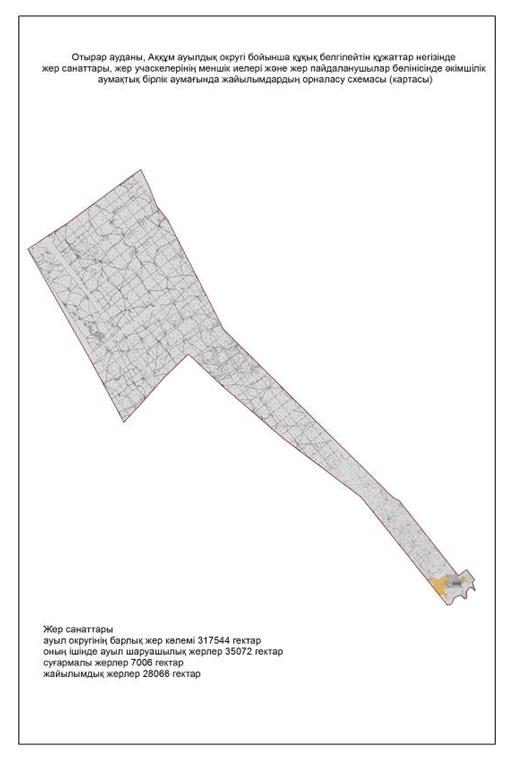 Отырар ауданы, Аққұм ауылдық округі бойынша құқық белгілейтін құжаттар негізінде
жер санаттары, жер учаскелерінің меншік иелері және жер пайдаланушылар бөлінісінде әкімшілік
аумақтық бірлік аумағында жайылымдардың орналасу схемасы (картасы)
Жер санаттары
ауыл округінің барлық жер көлемі 317544 гектар
оның ішінде ауыл шаруашылық жерлер 35072 гектар
суғармалы жерлер 7006 гектар
жайылымдық жерлер 28066 гектар